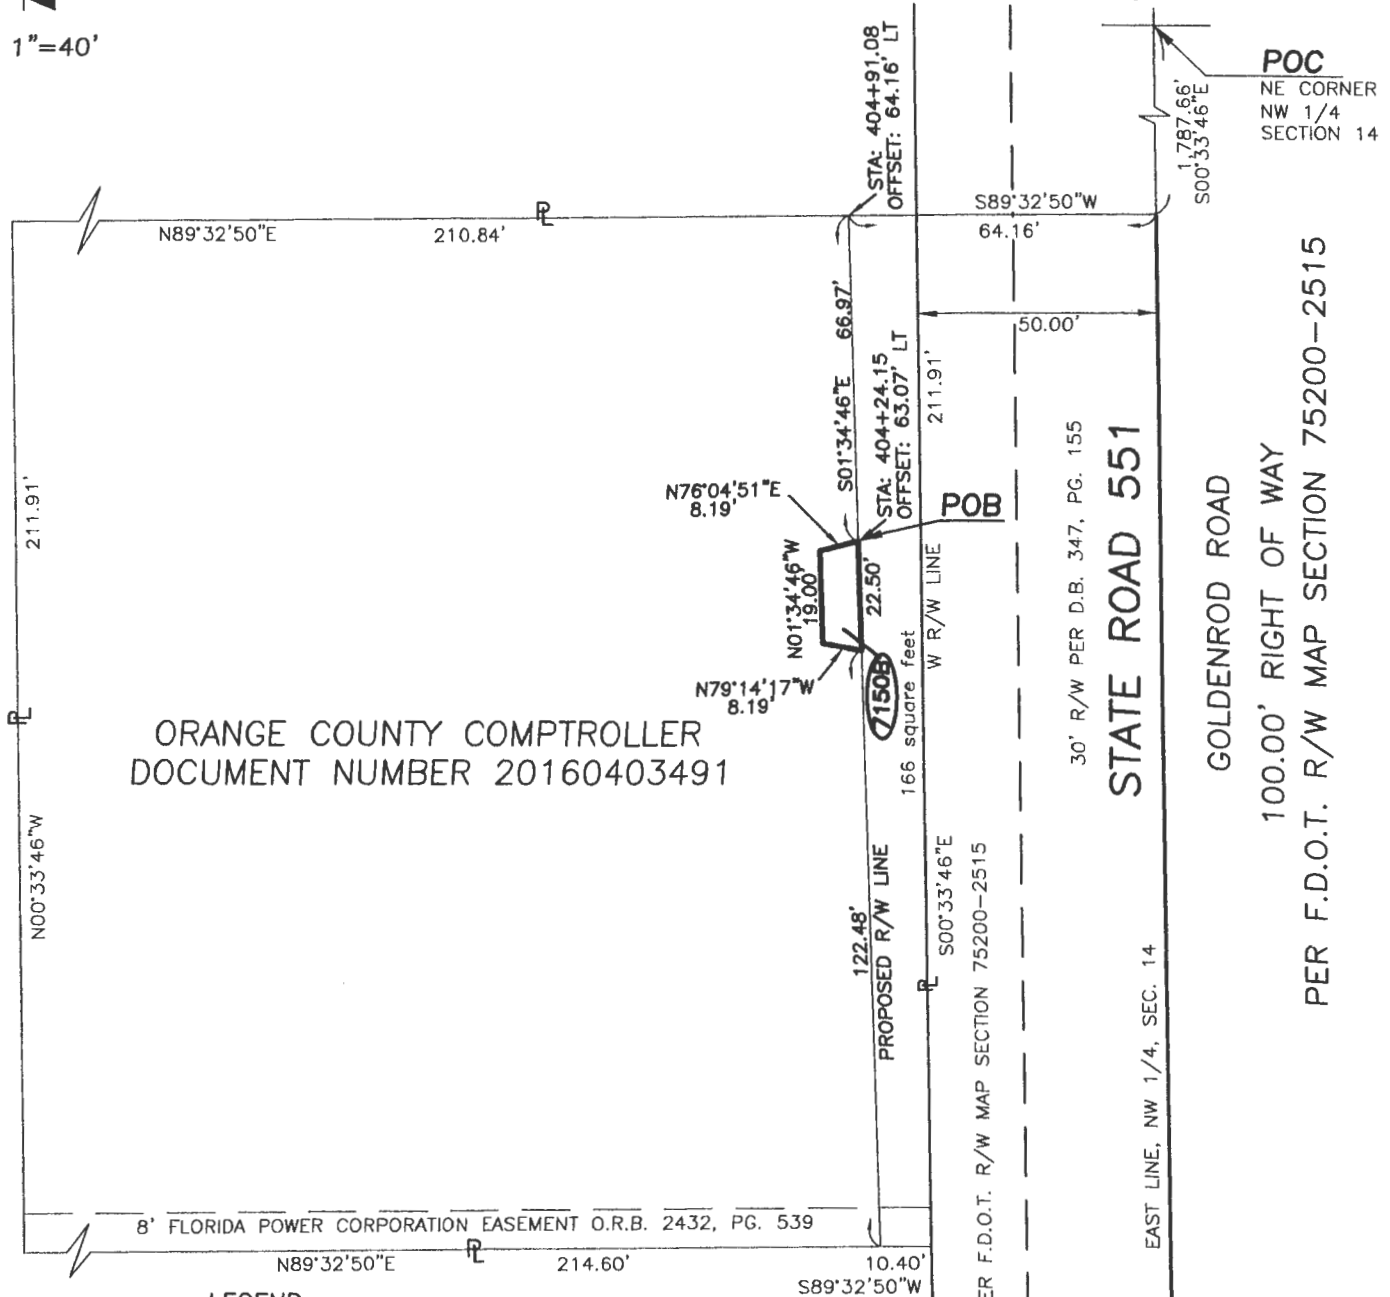 1"=40'
POC
NE CORNER
NW 1/4
SECTION 14
1,787.66'
S00°33'46"E
STA: 404+91.08
OFFSET: 64.16' LT
S89°32'50"W
64.16'
N89°32'50"E
210.84'
PL
50.00'
S01°34'46"E 66.97'
STA: 404+24.15
OFFSET: 63.07' LT
211.91'
211.91'
N76°04'51"E
8.19'
POB
N01°34'46"W
19.00'
22.50'
N79°14'17"W
8.19'
7150B
166 square feet
W R/W LINE
30' R/W PER D.B. 347, PG. 155
STATE ROAD 551
GOLDENROD ROAD
100.00' RIGHT OF WAY
PER F.D.O.T. R/W MAP SECTION 75200-2515
PL
ORANGE COUNTY COMPTROLLER
DOCUMENT NUMBER 20160403491
N00°33'46"W
122.48'
PROPOSED R/W LINE
S00°33'46"E
PL
ER F.D.O.T. R/W MAP SECTION 75200-2515
EAST LINE, NW 1/4, SEC. 14
8' FLORIDA POWER CORPORATION EASEMENT O.R.B. 2432, PG. 539
N89°32'50"E
PL
214.60'
10.40'
S89°32'50"W
LEGEND